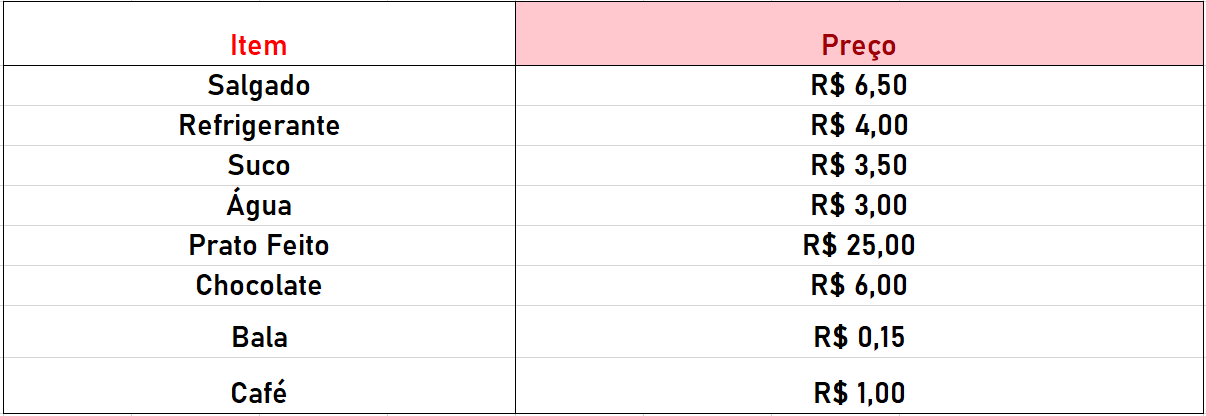 Item Preço
Salgado R$ 6,50
Refrigerante R$ 4,00
Suco R$ 3,50
Água R$ 3,00
Prato Feito R$ 25,00
Chocolate R$ 6,00
Bala R$ 0,15
Café R$ 1,00